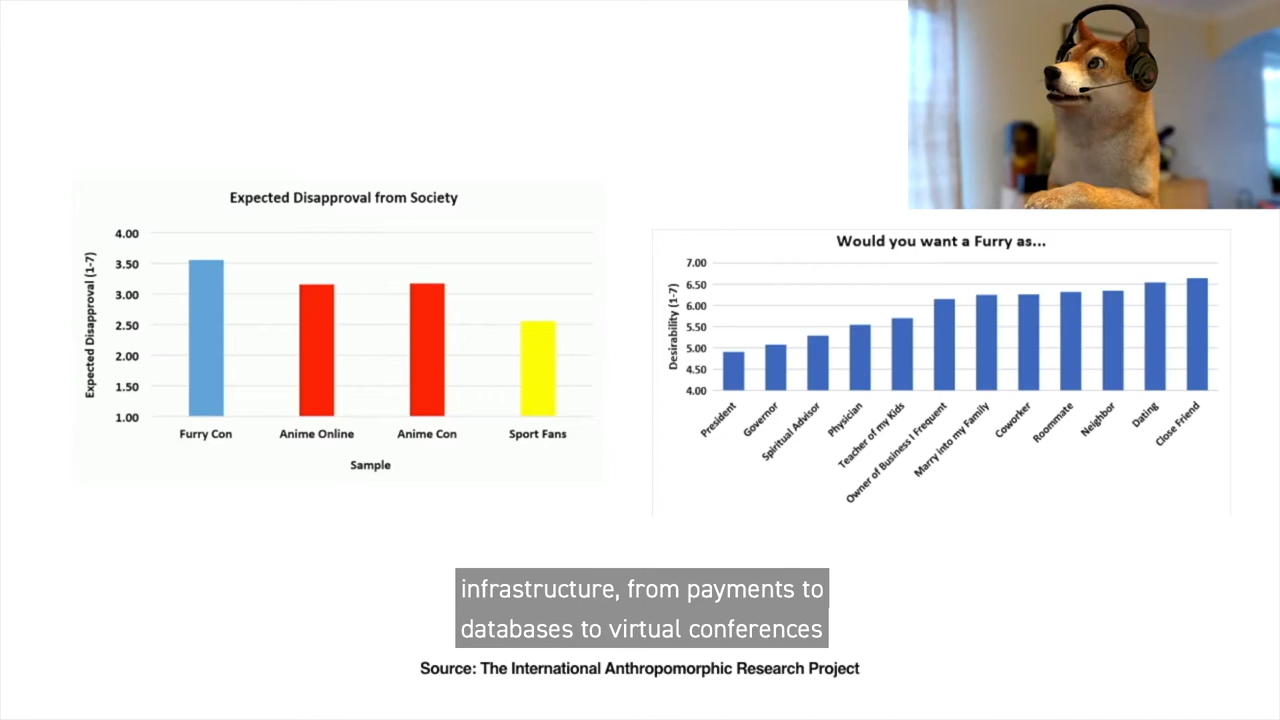 Expected Disapproval from Society
Expected Disapproval (1-7)
4.00
3.50
3.00
2.50
2.00
1.50
1.00
Furry Con
Anime Online
Anime Con
Sport Fans
Sample
Would you want a Furry as...
Desirability (1-7)
7.00
6.50
6.00
5.50
5.00
4.50
4.00
President
Governor
Spiritual Advisor
Physician
Teacher of my Kids
Owner of Business I Frequent
Marry into my Family
Coworker
Roommate
Neighbor
Dating
Close Friend
infrastructure, from payments to
databases to virtual conferences
Source: The International Anthropomorphic Research Project